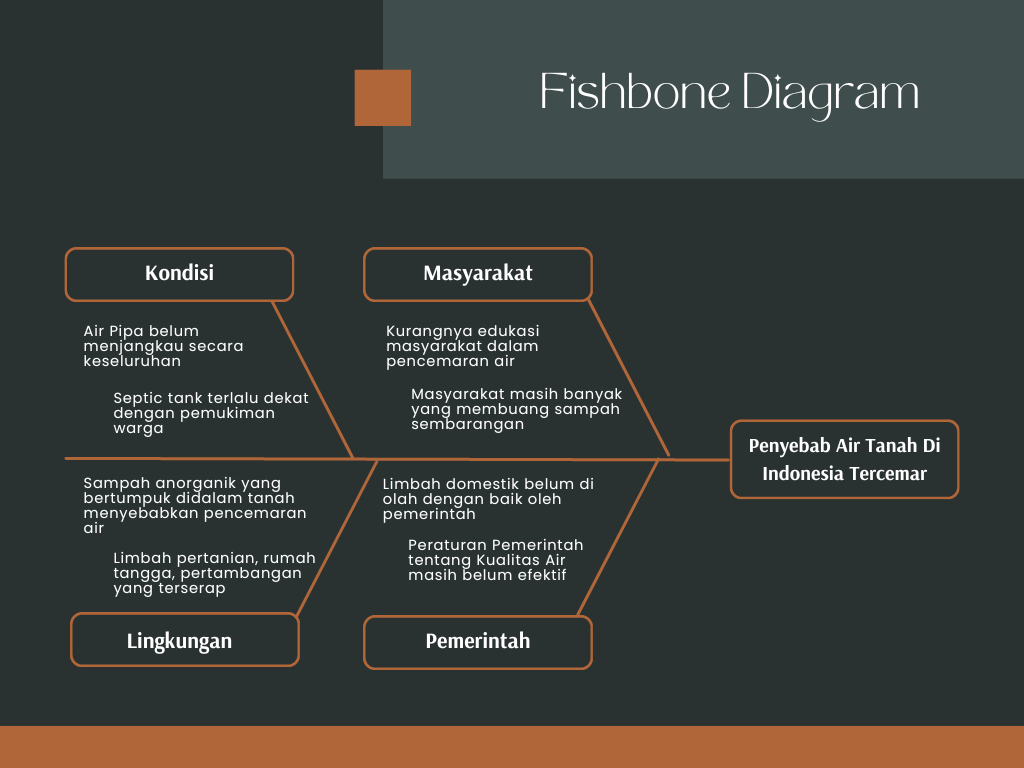 Fishbone Diagram
Kondisi
Air Pipa belum
menjangkau secara
keseluruhan
Septic tank terlalu dekat
dengan pemukiman
warga
Masyarakat
Kurangnya edukasi
masyarakat dalam
pencemaran air
Masyarakat masih banyak
yang membuang sampah
sembarangan
Penyebab Air Tanah Di
Indonesia Tercemar
Sampah anorganik yang
bertumpuk didalam tanah
menyebabkan pencemaran
air
Limbah pertanian, rumah
tangga, pertambangan
yang terserap
Lingkungan
Limbah domestik belum di
olah dengan baik oleh
pemerintah
Peraturan Pemerintah
tentang Kualitas Air
masih belum efektif
Pemerintah